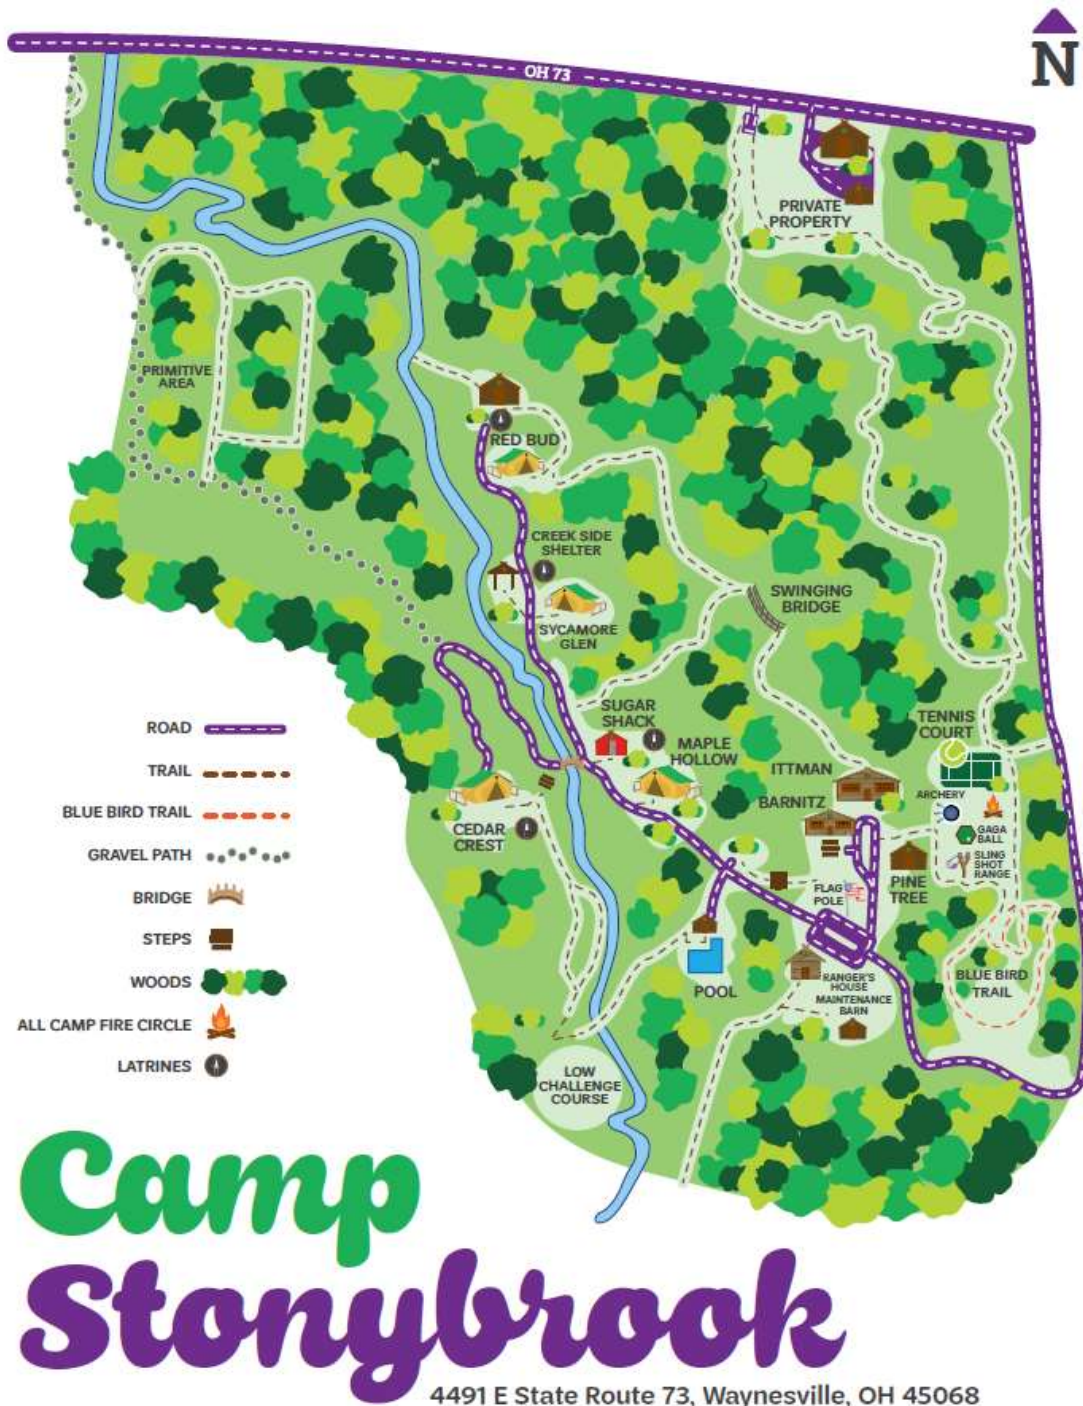 N
OH 73
PRIVATE
PROPERTY
PRIMITIVE
AREA
RED BUD
CREEK SIDE
SHELTER
SWINGING
BRIDGE
SYCAMORE
GLEN
SUGAR
SHACK
MAPLE
HOLLOW
TENNIS
COURT
ITTMAN
ARCHERY
BARNITZ
GAGA
BALL
CEDAR
CREST
SLING
SHOT
RANGE
PINE
TREE
FLAG
POLE
POOL
RANGER'S
HOUSE
MAINTENANCE
BARN
BLUE BIRD
TRAIL
LOW
CHALLENGE
COURSE
ROAD
TRAIL
BLUE BIRD TRAIL
GRAVEL PATH
BRIDGE
STEPS
WOODS
ALL CAMP FIRE CIRCLE
LATRINES
Camp
Stonybrook
4491 E State Route 73, Waynesville, OH 45068